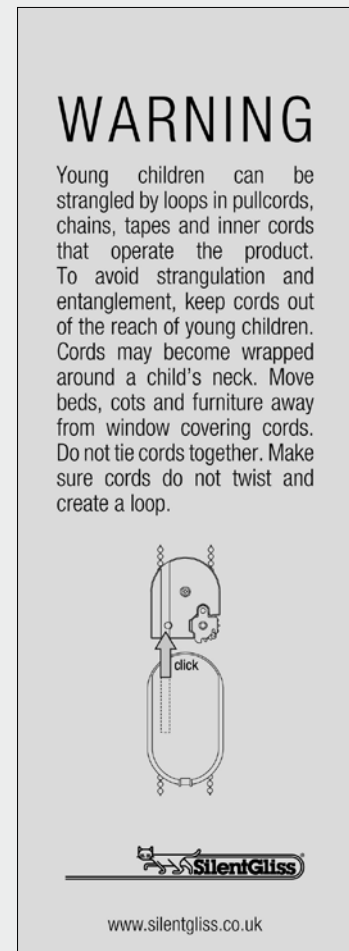 WARNING
Young children can be
strangled by loops in pullcords,
chains, tapes and inner cords
that operate the product.
To avoid strangulation and
entanglement, keep cords out
of the reach of young children.
Cords may become wrapped
around a child's neck. Move
beds, cots and furniture away
from window covering cords.
Do not tie cords together. Make
sure cords do not twist and
create a loop.
click
SilentGliss®
www.silentgliss.co.uk